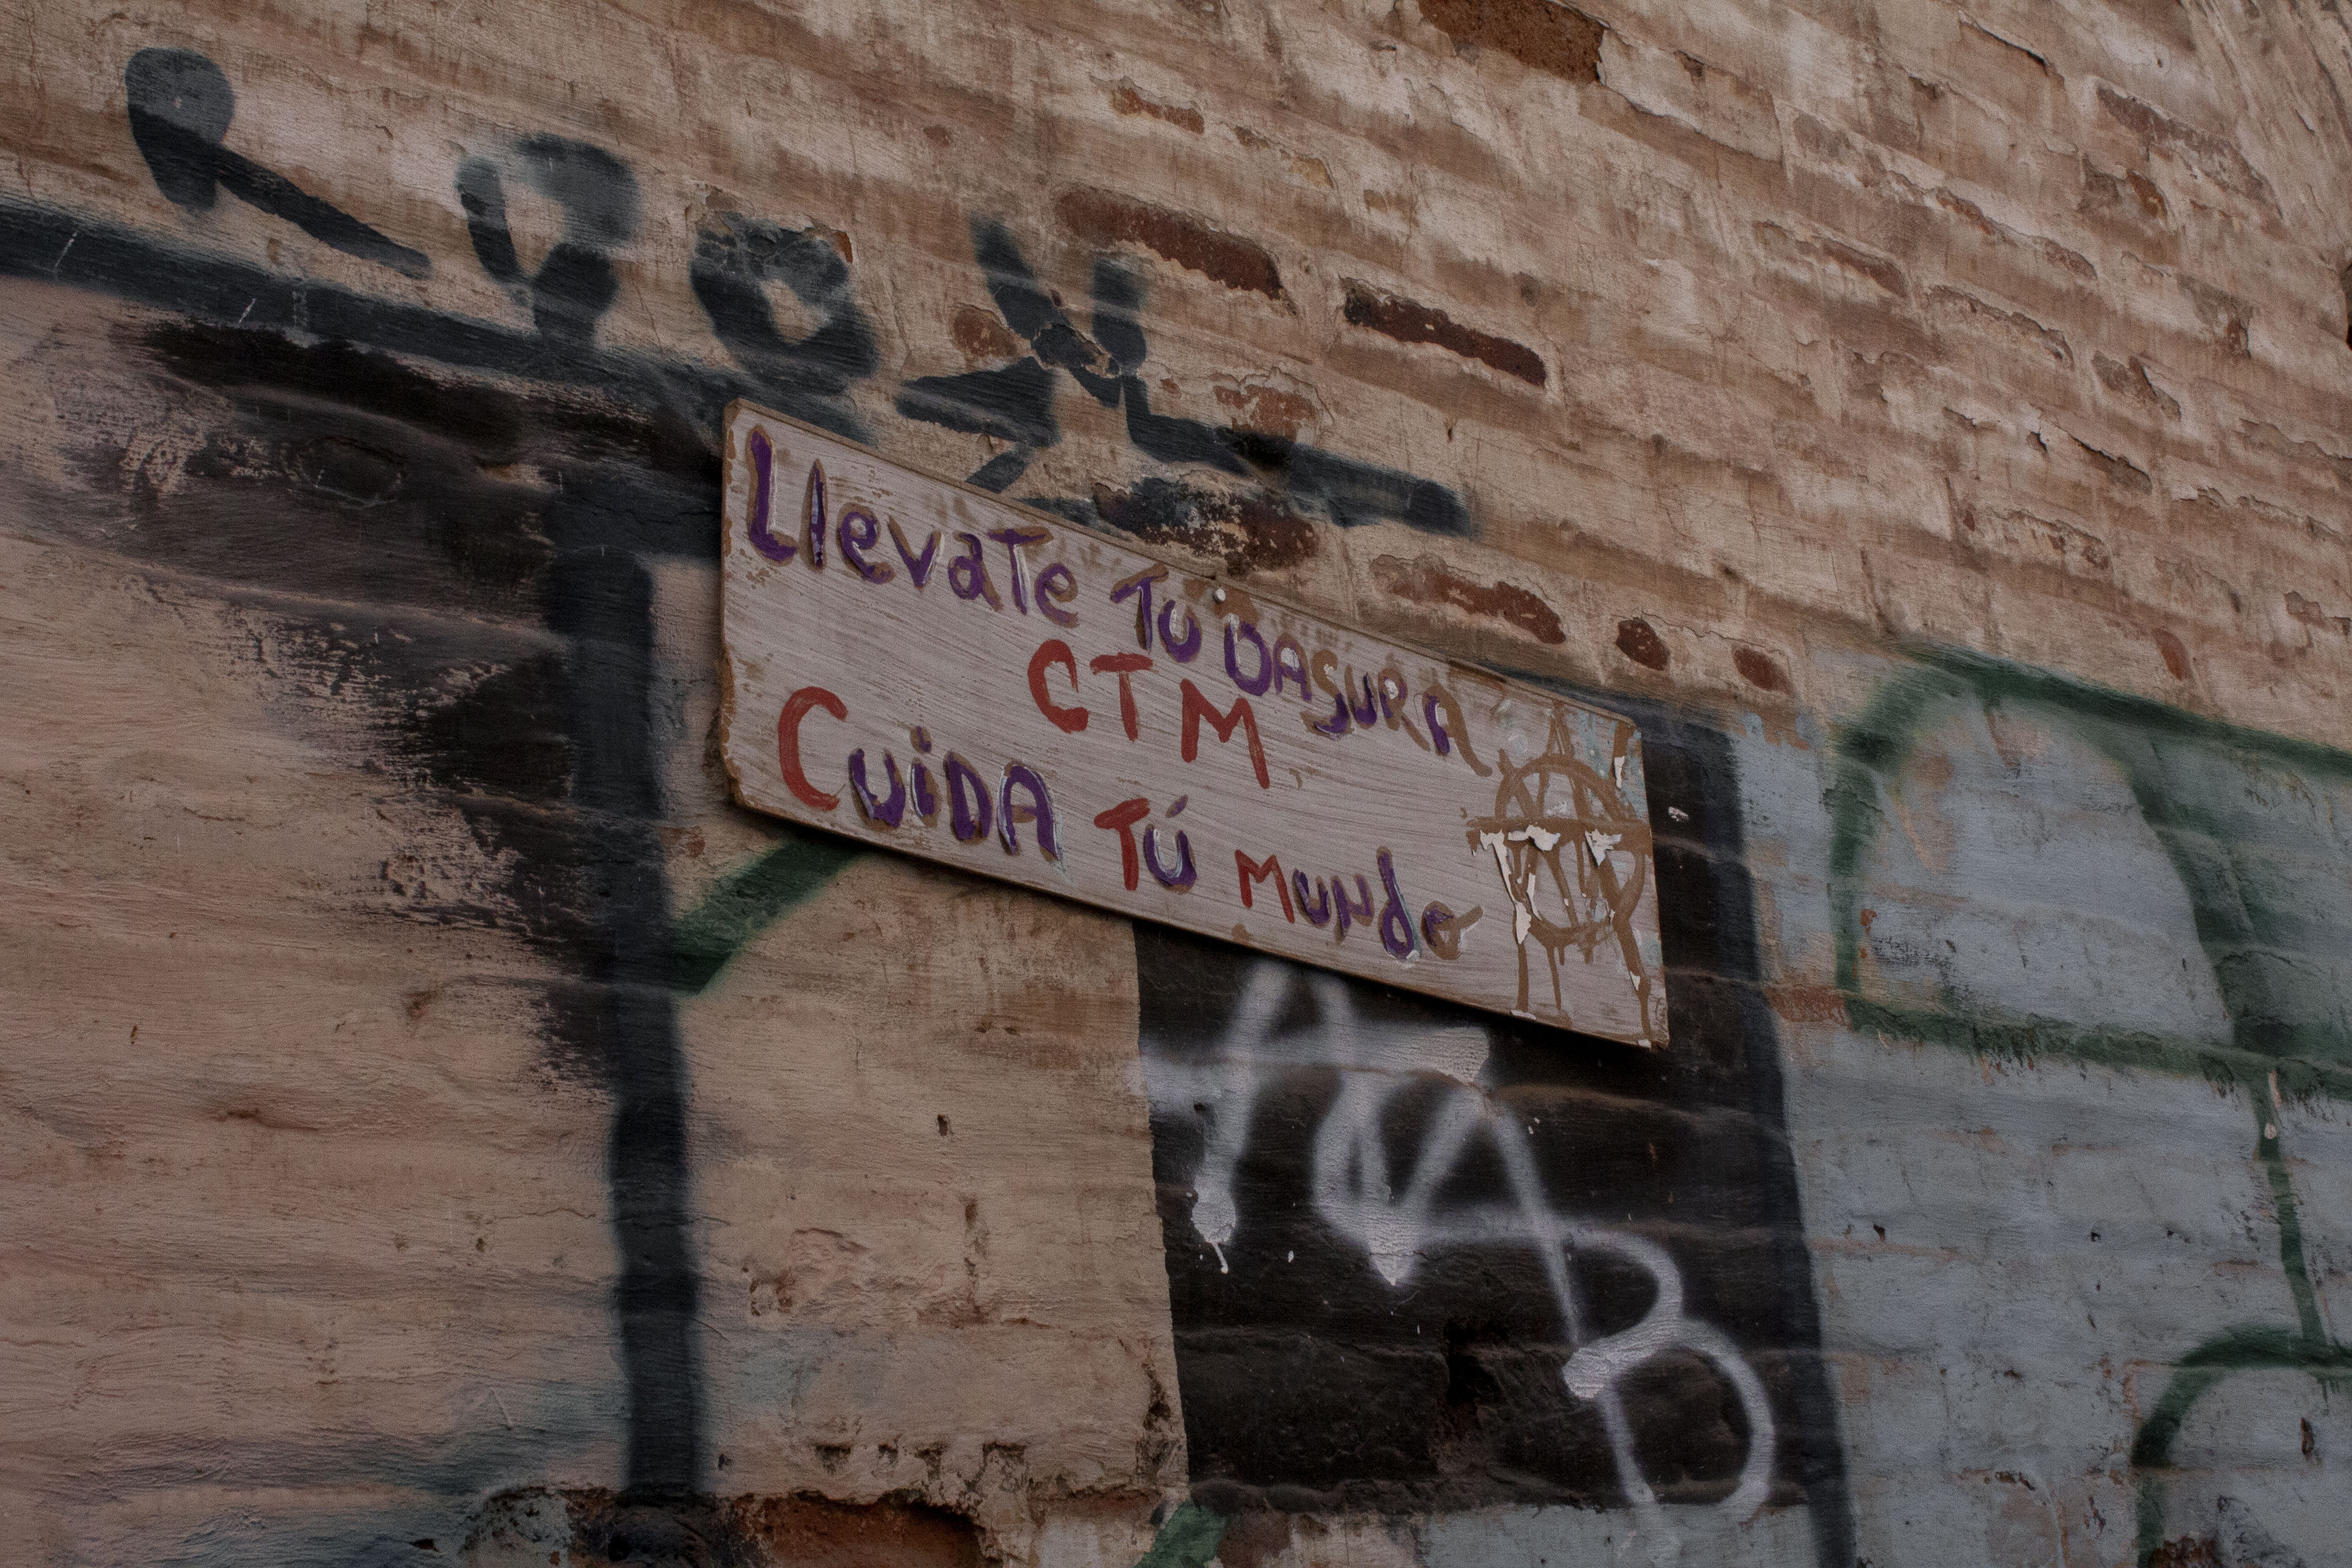 Llevate Tu BASURA
CTM
CuiDA TÚ Mundo